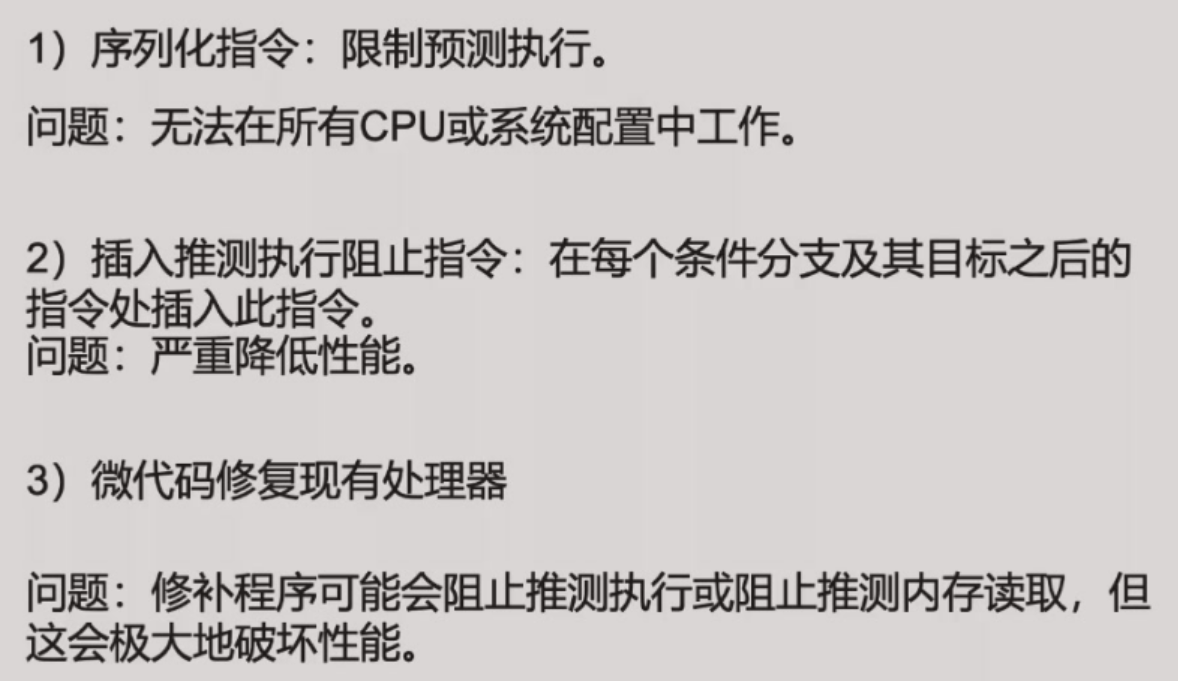 1）序列化指令：限制预测执行。
问题：无法在所有CPU或系统配置中工作。
2）插入推测执行阻止指令：在每个条件分支及其目标之后的
指令处插入此指令。
问题：严重降低性能。
3）微代码修复现有处理器
问题：修补程序可能会阻止推测执行或阻止推测内存读取，但
这会极大地破坏性能。